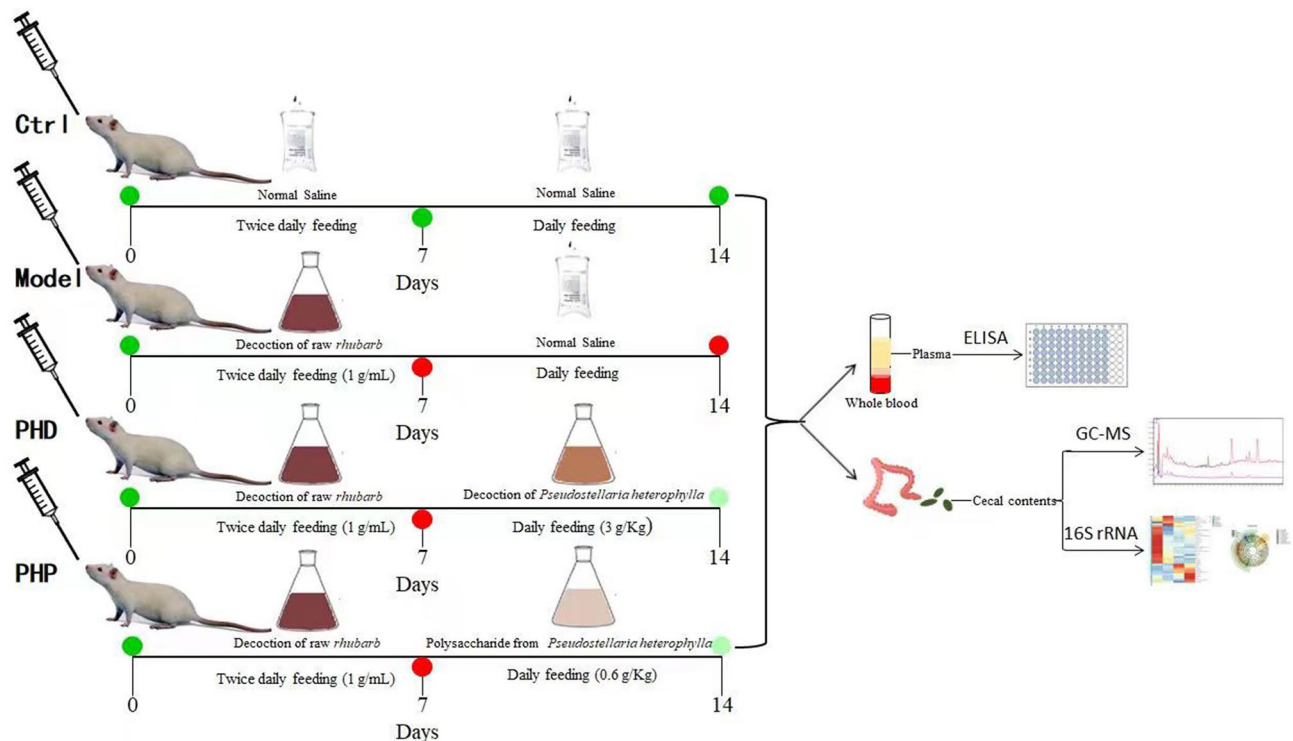 Ctrl
Normal Saline
Normal Saline
Twice daily feeding
Daily feeding
0
7
14
Days
Model
Decoction of raw rhubarb
Normal Saline
Twice daily feeding (1 g/mL)
Daily feeding
0
7
14
Days
PHD
Decoction of raw rhubarb
Decoction of Pseudostellaria heterophylla
Twice daily feeding (1 g/mL)
Daily feeding (3 g/Kg)
0
7
14
Days
PHP
Decoction of raw rhubarb
Polysaccharide from Pseudostellaria heterophylla
Twice daily feeding (1 g/mL)
Daily feeding (0.6 g/Kg)
0
7
14
Days
Whole blood
Plasma
ELISA
Cecal contents
GC-MS
16S rRNA